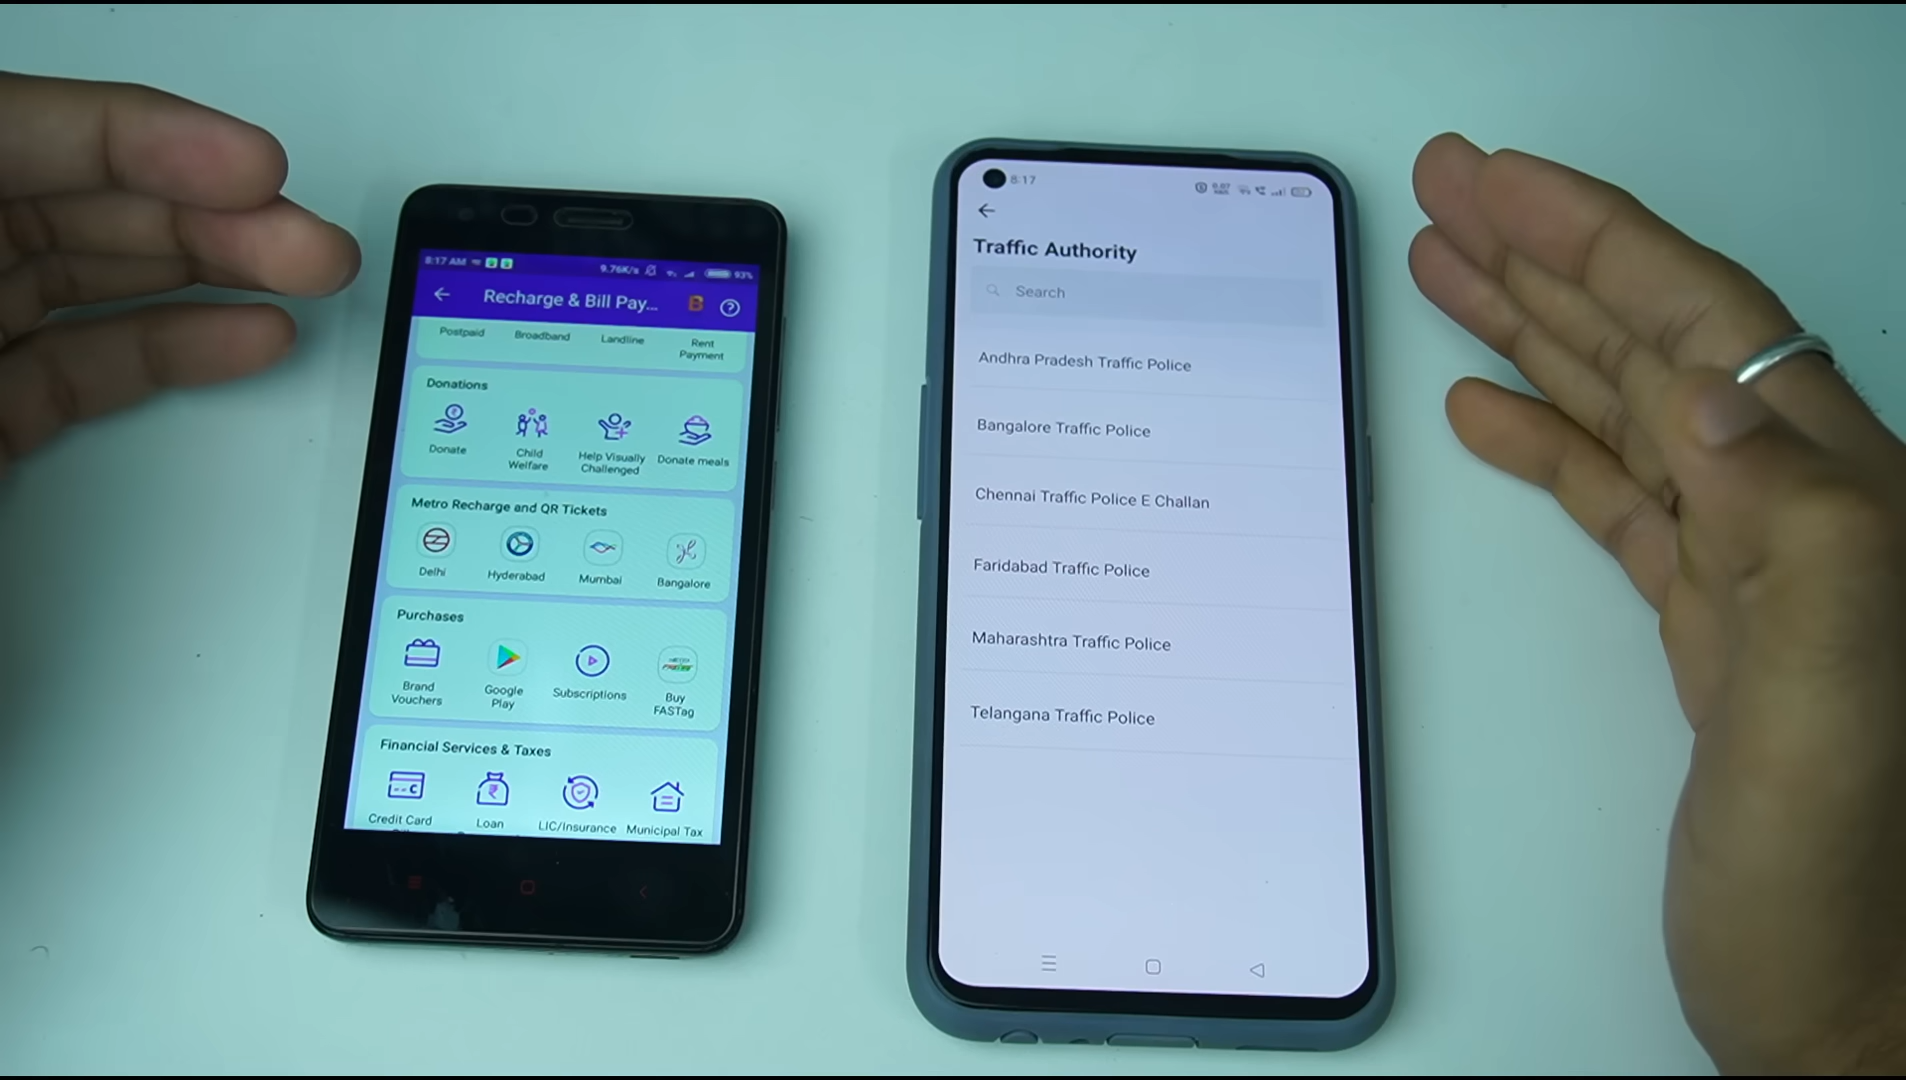 8:17 AM
9.76K/s
93%
Recharge & Bill Pay...
Postpaid Broadband Landline Rent
Payment
Donations
Donate Child
Welfare Help Visually
Challenged Donate meals
Metro Recharge and QR Tickets
Delhi Hyderabad Mumbai Bangalore
Purchases
Brand
Vouchers Google
Play Subscriptions Buy
FASTag
Financial Services & Taxes
Credit Card Loan LIC/Insurance Municipal Tax
8:17
Traffic Authority
Search
Andhra Pradesh Traffic Police
Bangalore Traffic Police
Chennai Traffic Police E Challan
Faridabad Traffic Police
Maharashtra Traffic Police
Telangana Traffic Police